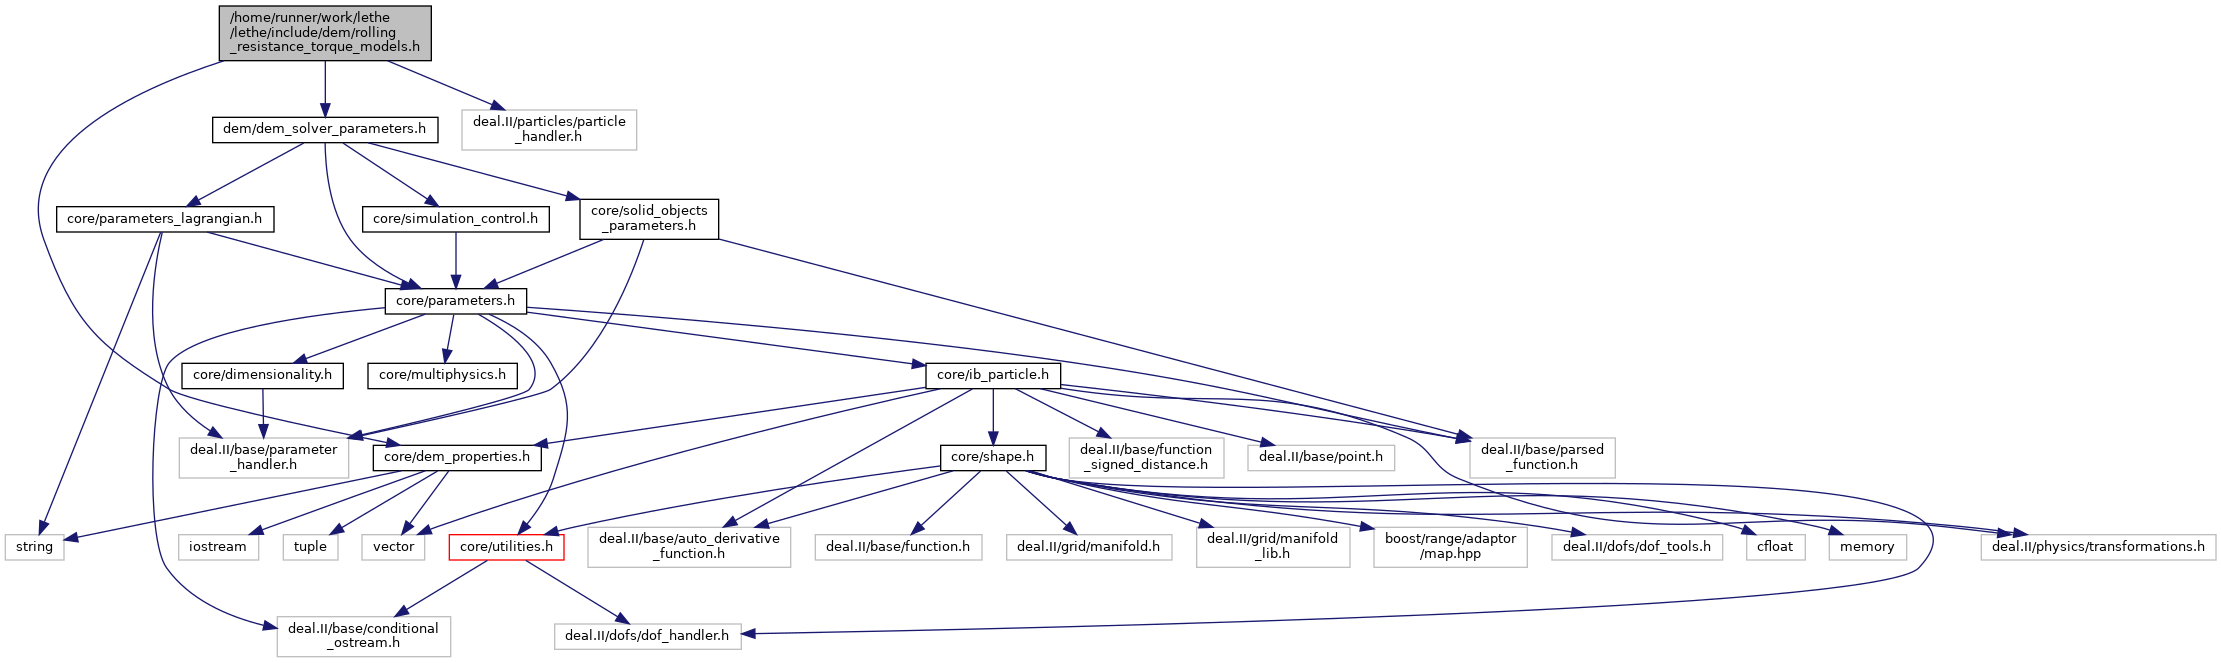 /home/runner/work/lethe
/lethe/include/dem/rolling
_resistance_torque_models.h
dem/dem_solver_parameters.h
deal.II/particles/particle
_handler.h
core/parameters_lagrangian.h
core/simulation_control.h
core/solid_objects
_parameters.h
core/parameters.h
core/dimensionality.h
core/multiphysics.h
core/ib_particle.h
deal.II/base/parameter
_handler.h
core/dem_properties.h
core/shape.h
deal.II/base/function
_signed_distance.h
deal.II/base/point.h
deal.II/base/parsed
_function.h
string
iostream
tuple
vector
core/utilities.h
deal.II/base/auto_derivative
_function.h
deal.II/base/function.h
deal.II/grid/manifold.h
deal.II/grid/manifold
_lib.h
boost/range/adaptor
/map.hpp
deal.II/dofs/dof_tools.h
cfloat
memory
deal.II/physics/transformations.h
deal.II/base/conditional
_ostream.h
deal.II/dofs/dof_handler.h